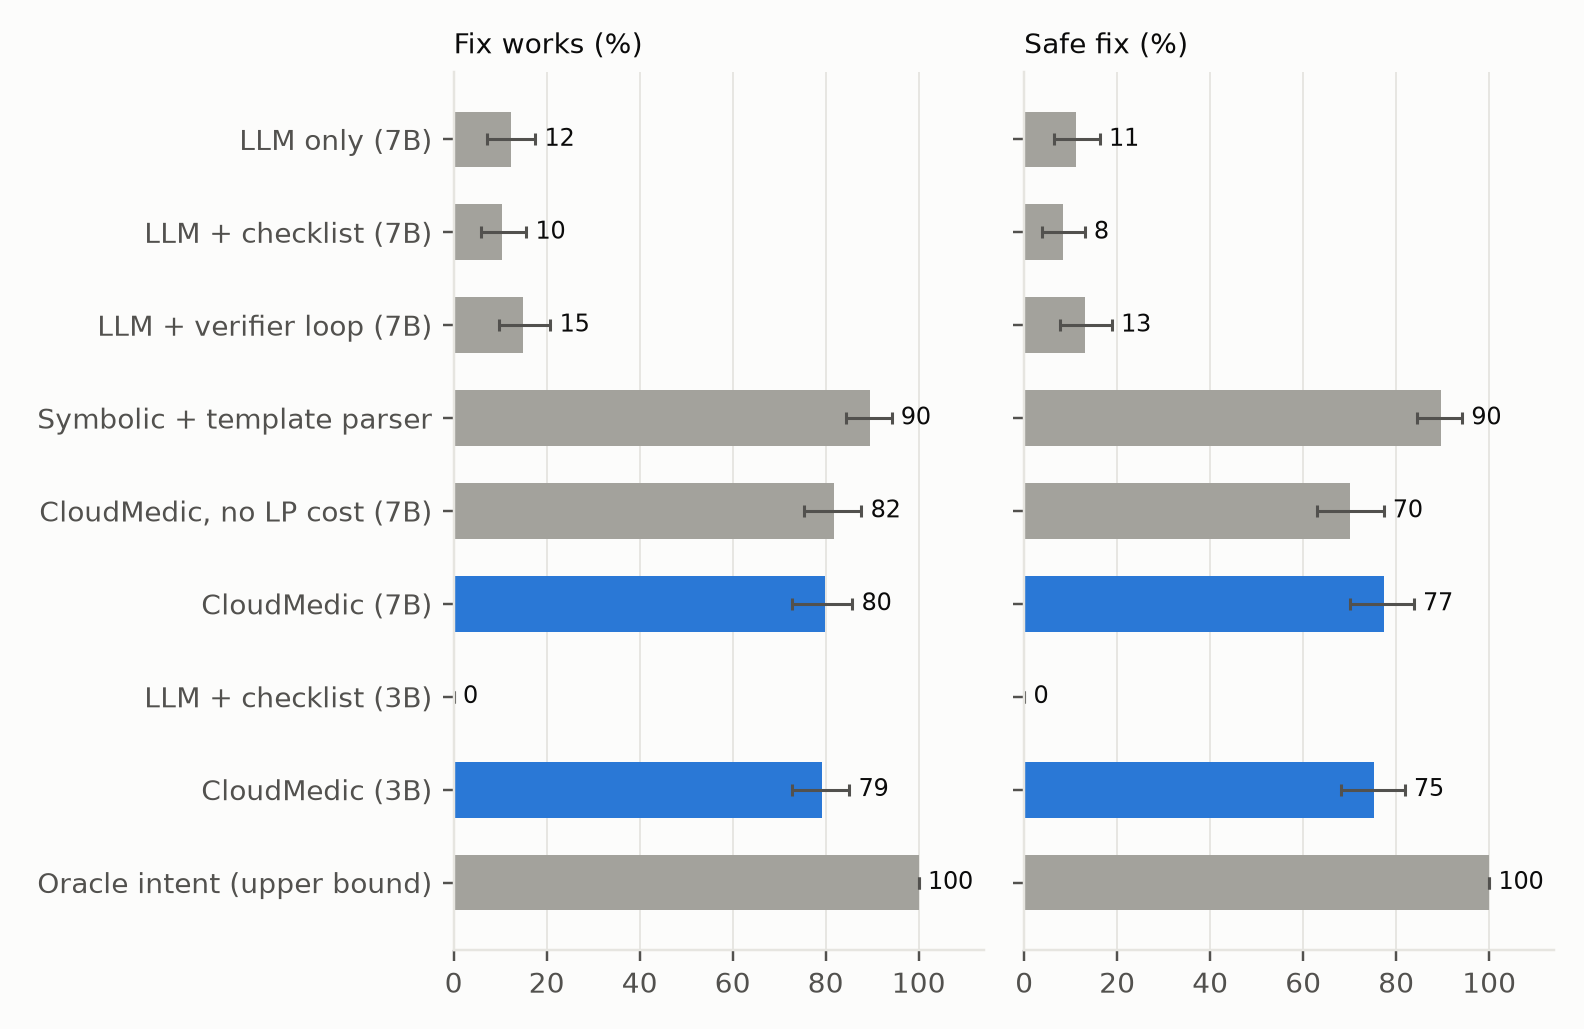 Fix works (%)
Safe fix (%)
LLM only (7B)
12
11
LLM + checklist (7B)
10
8
LLM + verifier loop (7B)
15
13
Symbolic + template parser
90
90
CloudMedic, no LP cost (7B)
82
70
CloudMedic (7B)
80
77
LLM + checklist (3B)
0
0
CloudMedic (3B)
79
75
Oracle intent (upper bound)
100
100
0 20 40 60 80 100
0 20 40 60 80 100